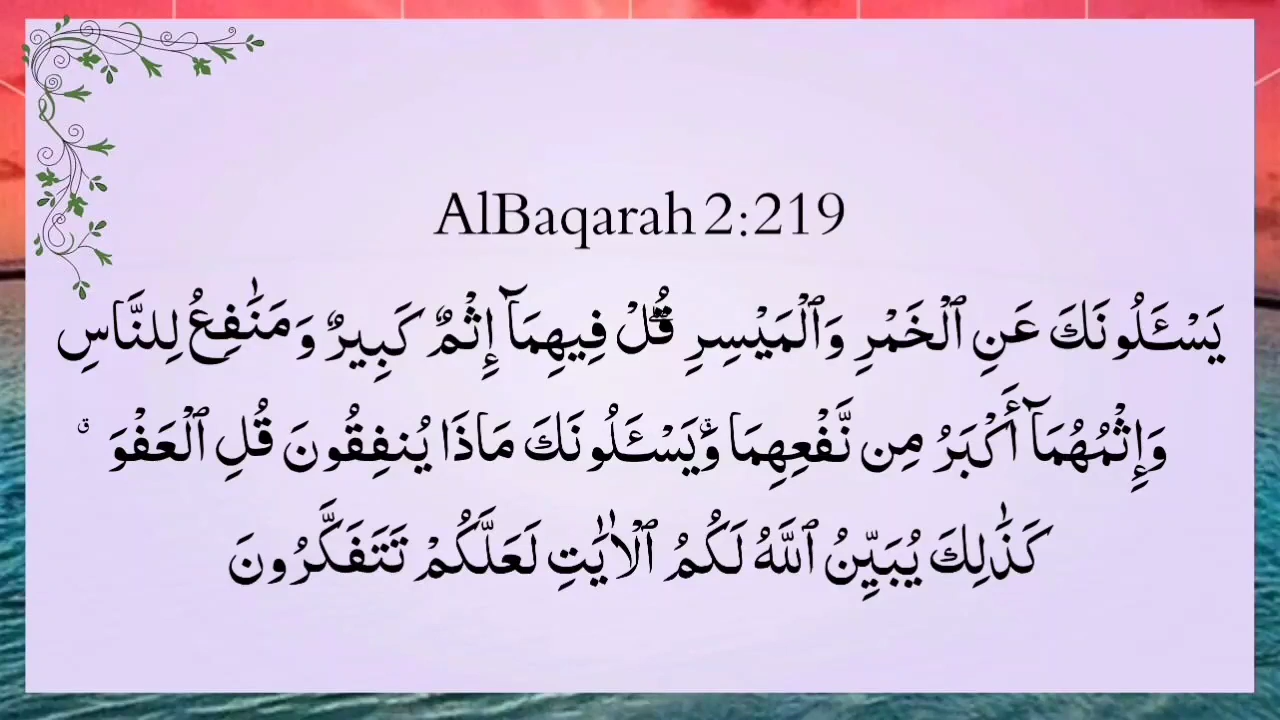 AlBaqarah 2:219
يَسْـَٔلُونَكَ عَنِ ٱلْخَمْرِ وَٱلْمَيْسِرِ ۖ قُلْ فِيهِمَآ إِثْمٌ كَبِيرٌ وَمَنَٰفِعُ لِلنَّاسِ
وَإِثْمُهُمَآ أَكْبَرُ مِن نَّفْعِهِمَا ۗ وَيَسْـَٔلُونَكَ مَاذَا يُنفِقُونَ قُلِ ٱلْعَفْوَ ۗ
كَذَٰلِكَ يُبَيِّنُ ٱللَّهُ لَكُمُ ٱلْـَٔايَٰتِ لَعَلَّكُمْ تَتَفَكَّرُونَ